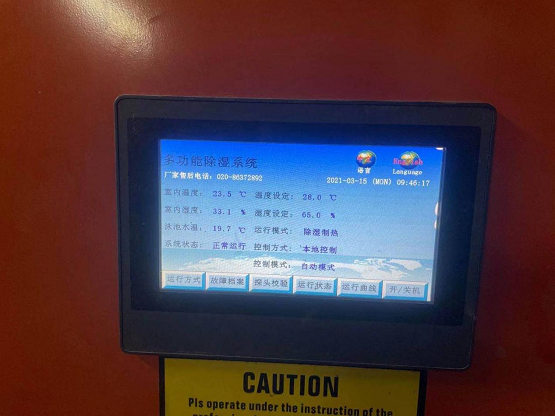 多功能除湿系统
厂家售后电话：020-86372892
中文 语言
English Language
2021-03-15 (MON) 09:46:17
室内温度： 23.5 ℃ 温度设定： 28.0 ℃
室内湿度： 33.1 % 湿度设定： 65.0 %
泳池水温： 19.7 ℃ 运行模式： 除湿制热
系统状态： 正常运行 控制方式： 本地控制
控制模式： 自动模式
运行方式 故障档案 探头校验 运行状态 运行曲线 开/关机
CAUTION
Pls operate under the instruction of the